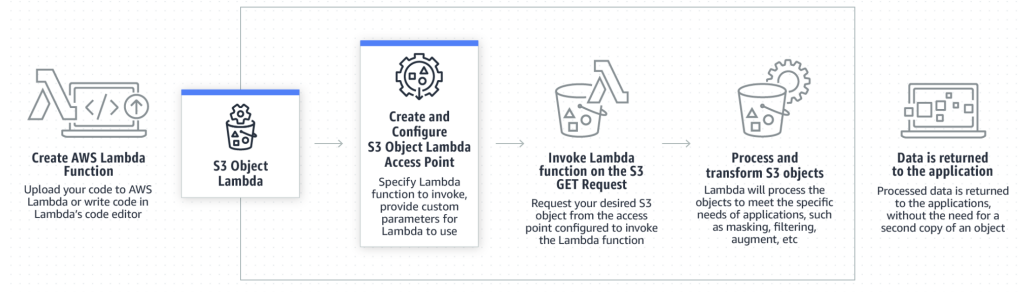 Create AWS Lambda
Function
Upload your code to AWS
Lambda or write code in
Lambda's code editor
</>
S3 Object
Lambda
Create and
Configure
S3 Object Lambda
Access Point
Specify Lambda
function to invoke,
provide custom
parameters for
Lambda to use
Invoke Lambda
function on the S3
GET Request
Request your desired S3
object from the access
point configured to invoke
the Lambda function
Process and
transform S3 objects
Lambda will process the
objects to meet the specific
needs of applications, such
as masking, filtering,
augment, etc
Data is returned
to the application
Processed data is returned
to the applications,
without the need for a
second copy of an object